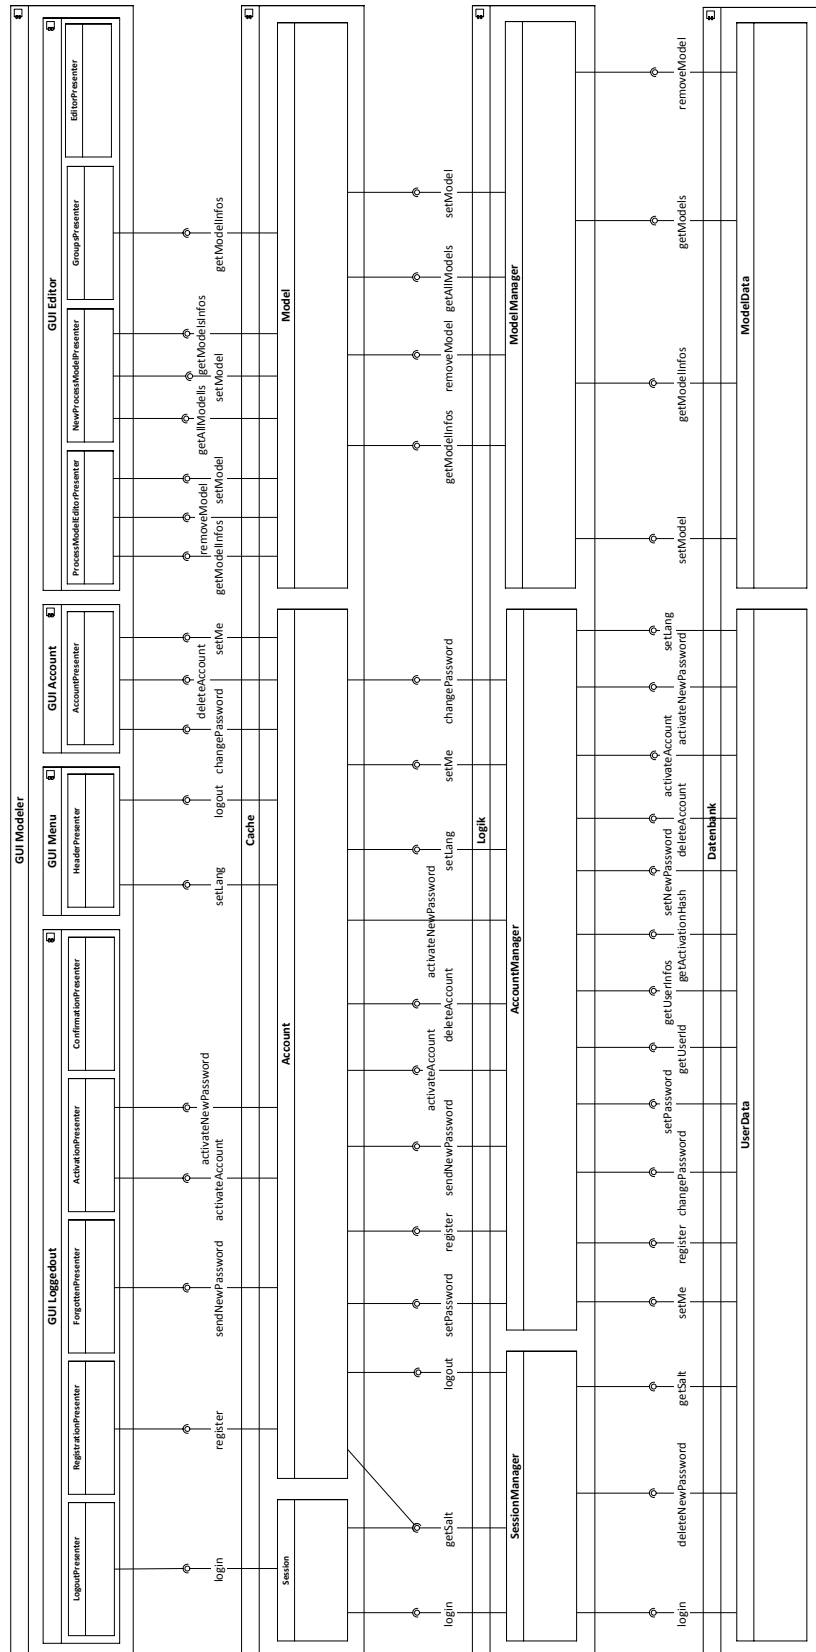 GUI Modeler
GUI Loggedout
LogoutPresenter
RegistrationPresenter
ForgottenPresenter
ActivationPresenter
ConfirmationPresenter
GUI Menu
HeaderPresenter
GUI Account
AccountPresenter
GUI Editor
ProcessModelEditorPresenter
NewProcessModelPresenter
GroupsPresenter
EditorPresenter
login
register
sendNewPassword
activateAccount
activateNewPassword
setLang
logout
changePassword
deleteAccount
setMe
getModelInfos
removeModel
setModel
getAllModells
setModel
getModelsInfos
getModelInfos
Cache
Session
Account
Model
login
getSalt
logout
setPassword
register
sendNewPassword
activateAccount
deleteAccount
activateNewPassword
setLang
setMe
changePassword
getModelInfos
removeModel
getAllModels
setModel
Logik
SessionManager
AccountManager
ModelManager
login
deleteNewPassword
getSalt
setMe
register
changePassword
setPassword
getUserId
getUserInfos
getActivationHash
setNewPassword
deleteAccount
activateAccount
activateNewPassword
setLang
setModel
getModelInfos
getModels
removeModel
Datenbank
UserData
ModelData